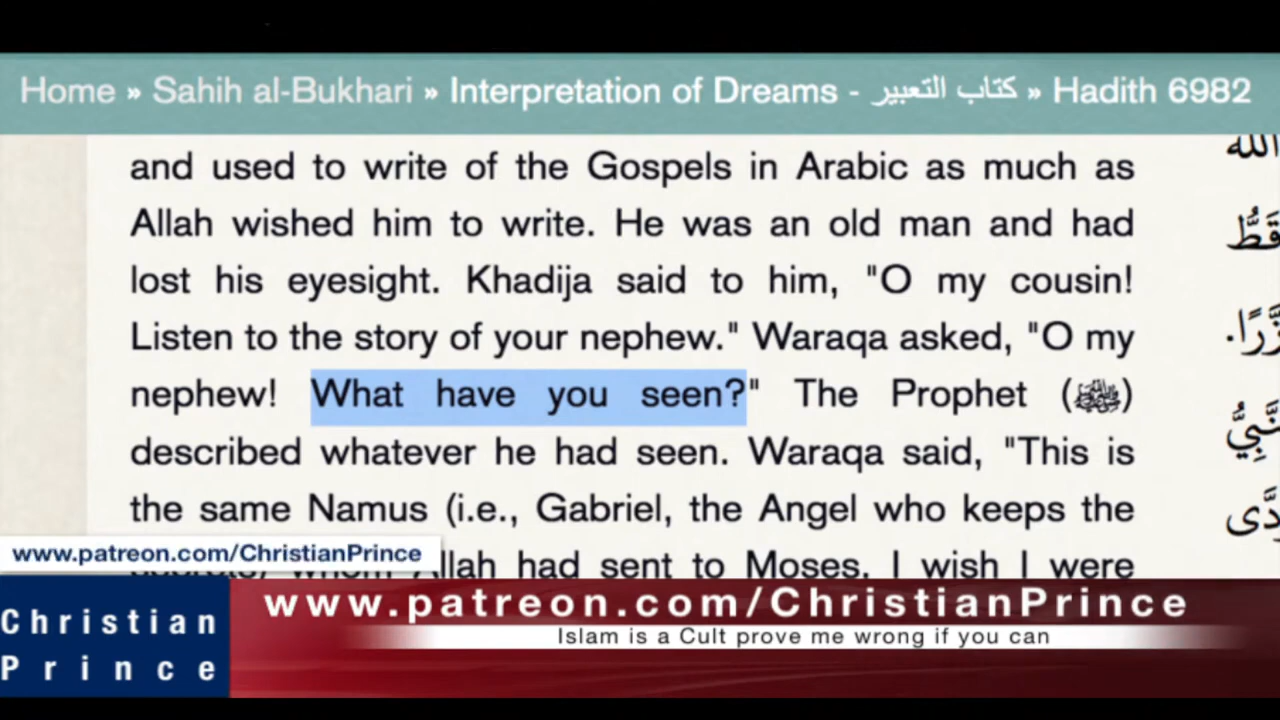 Home » Sahih al-Bukhari » Interpretation of Dreams - كتاب التعبير » Hadith 6982
and used to write of the Gospels in Arabic as much as
Allah wished him to write. He was an old man and had
lost his eyesight. Khadija said to him, "O my cousin!
Listen to the story of your nephew." Waraqa asked, "O my
nephew! What have you seen?" The Prophet (ﷺ)
described whatever he had seen. Waraqa said, "This is
the same Namus (i.e., Gabriel, the Angel who keeps the
whom Allah had sent to Moses. I wish I were
الله
قط
www.patreon.com/ChristianPrince
Christian
Prince
www.patreon.com/ChristianPrince
Islam is a Cult prove me wrong if you can